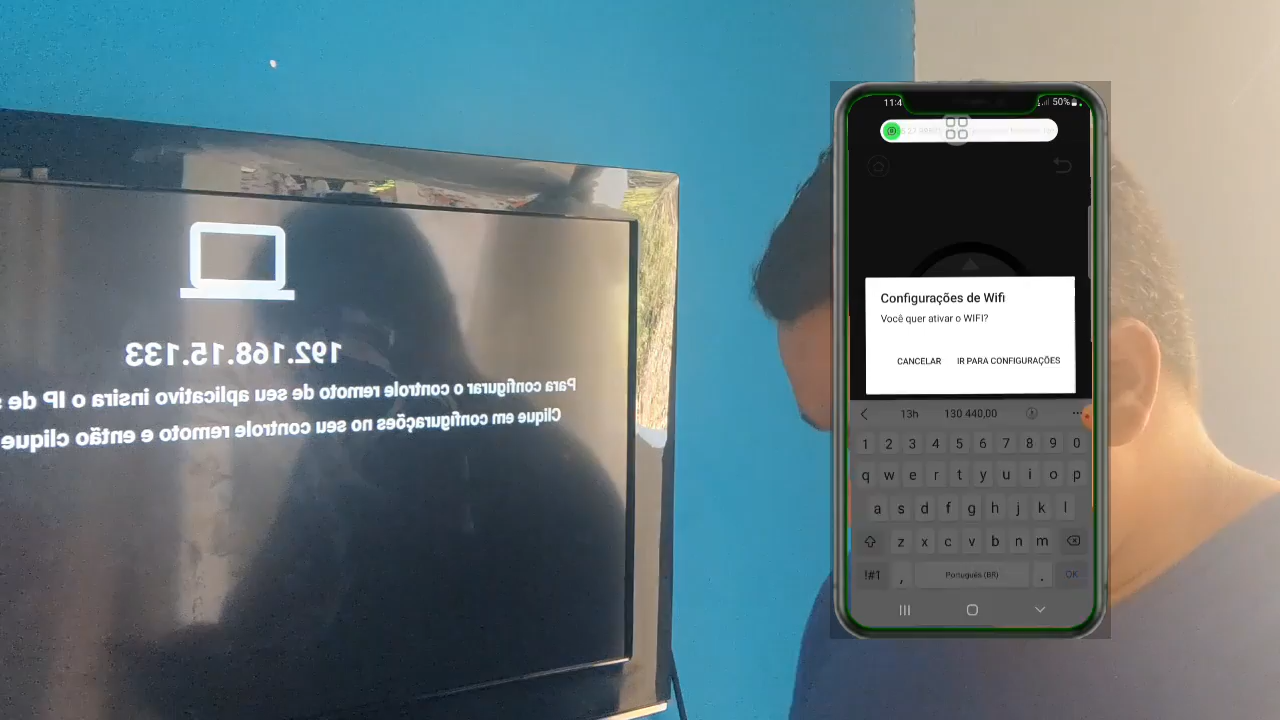 192.168.15.133
Para configurar o controle remoto de seu aplicativo insira o IP de
Clique em configurações no seu controle remoto e então clique
11:4
50%
Configurações de Wifi
Você quer ativar o WIFI?
CANCELAR IR PARA CONFIGURAÇÕES
13h 130 440,00
1 2 3 4 5 6 7 8 9 0
q w e r t y u i o p
a s d f g h j k l
z x c v b n m
!#1 , Português (BR) . OK